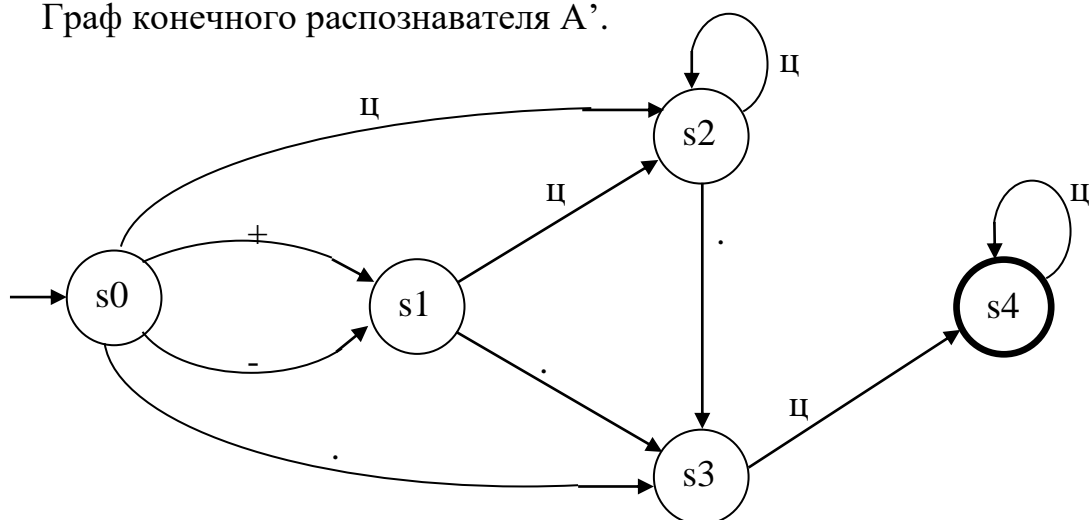 Граф конечного распознавателя А’.
ц
ц
s2
ц
ц
+
.
s0
s1
s4
-
.
ц
.
s3